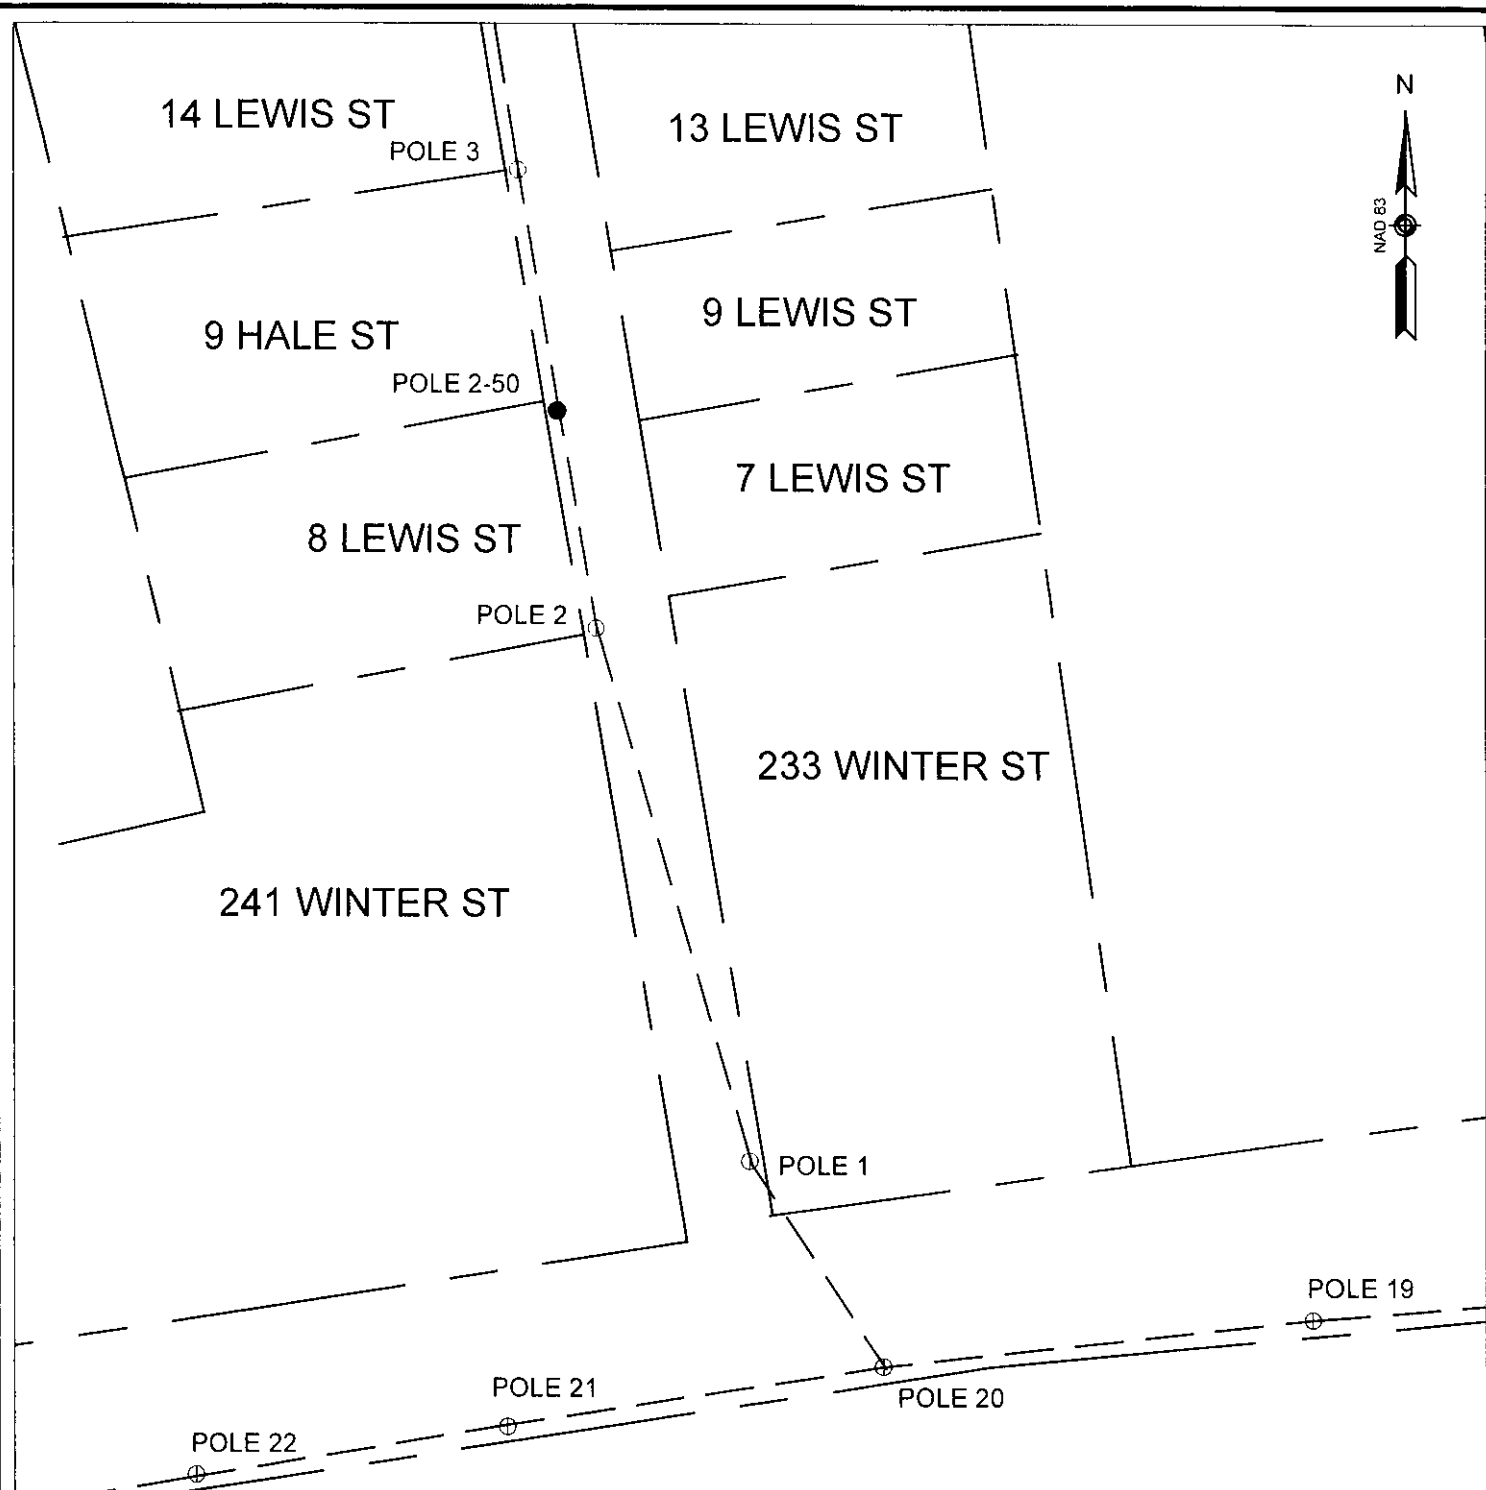 N
14 LEWIS ST
13 LEWIS ST
POLE 3
NAD 83
9 LEWIS ST
9 HALE ST
POLE 2-50
7 LEWIS ST
8 LEWIS ST
POLE 2
233 WINTER ST
241 WINTER ST
POLE 1
POLE 19
POLE 21
POLE 20
POLE 22